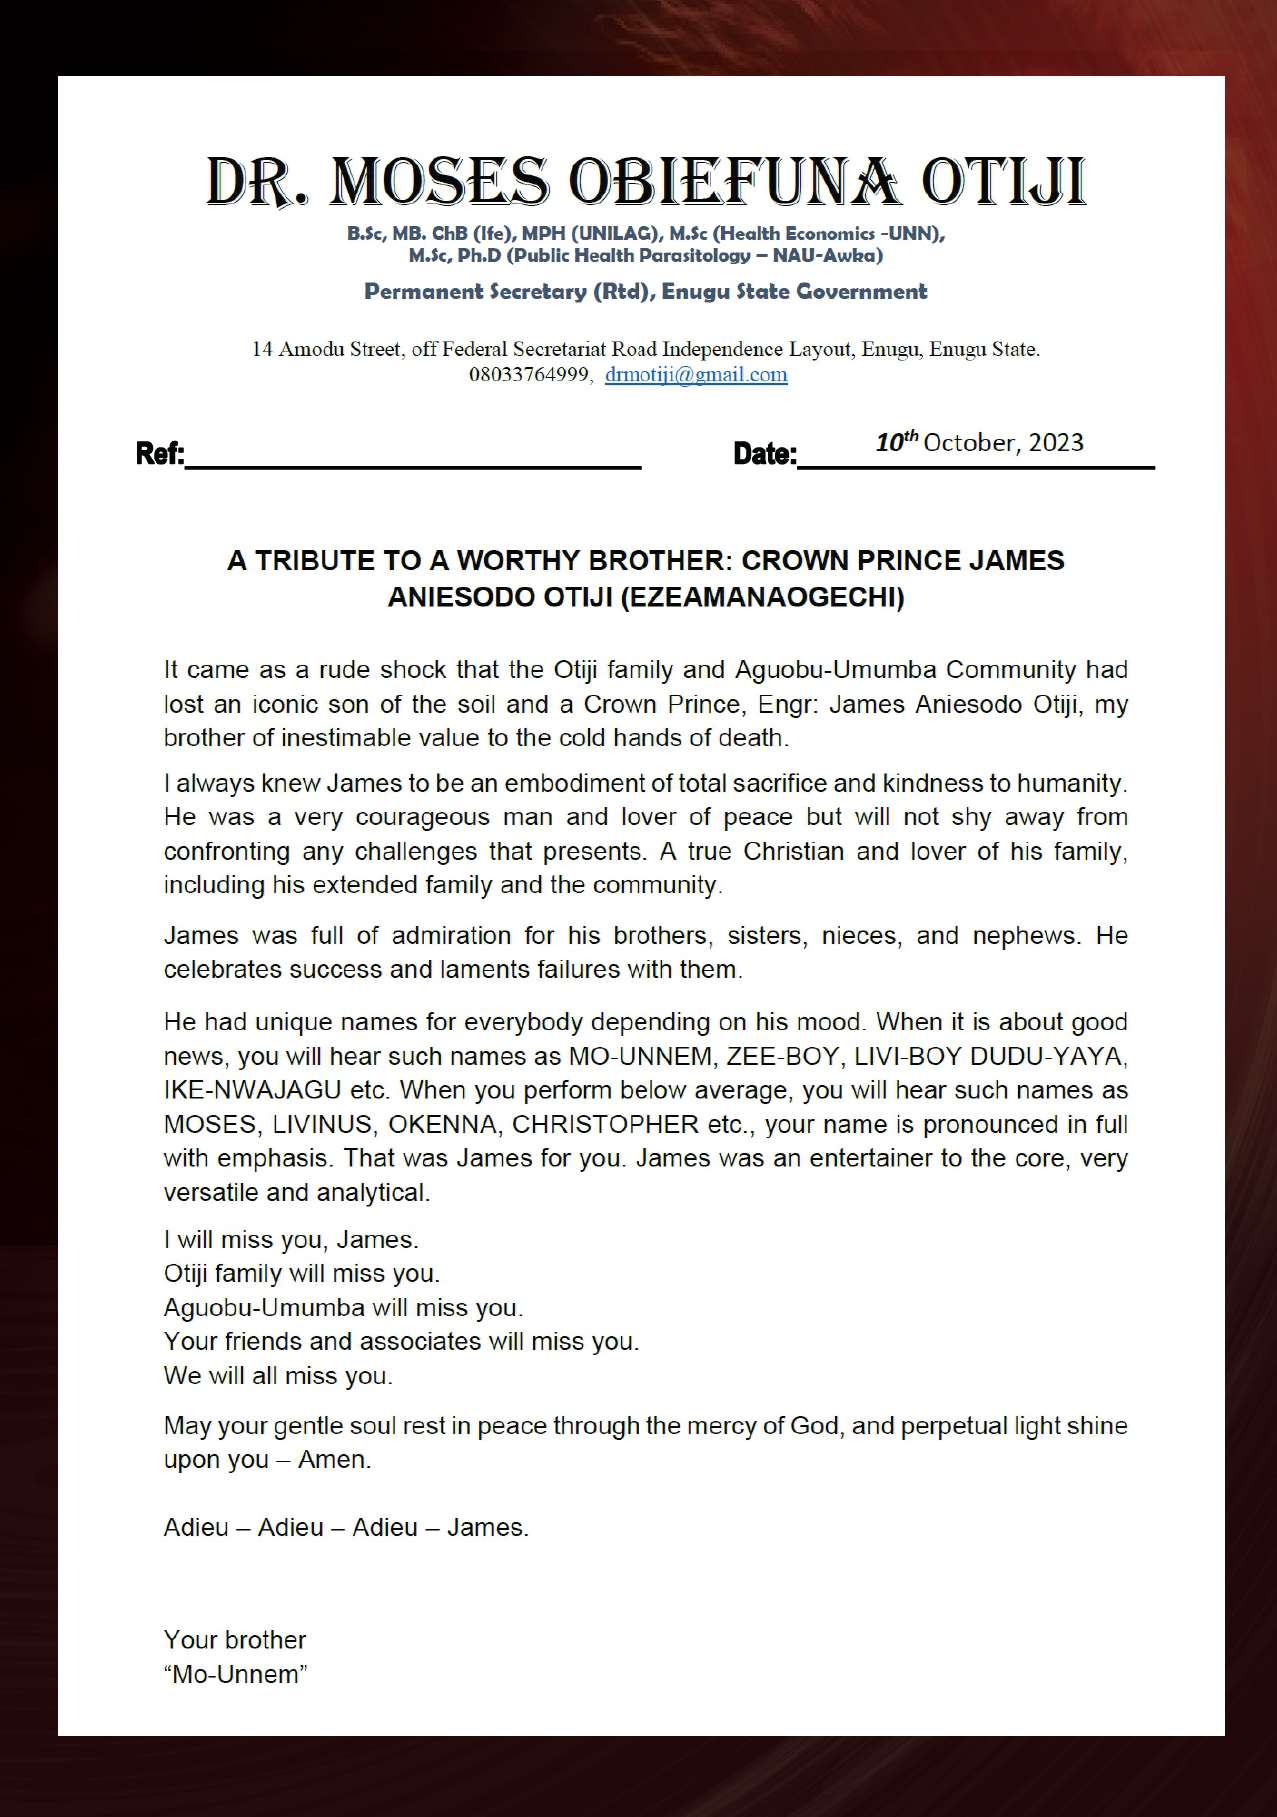 DR. MOSES OBIEFUNA OTIJI
B.Sc, MB. ChB (Ife), MPH (UNILAG), M.Sc (Health Economics -UNN),
M.Sc, Ph.D (Public Health Parasitology – NAU-Awka)
Permanent Secretary (Rtd), Enugu State Government
14 Amodu Street, off Federal Secretariat Road Independence Layout, Enugu, Enugu State.
08033764999, drmotiji@gmail.com
Ref: Date: 10th October, 2023
A TRIBUTE TO A WORTHY BROTHER: CROWN PRINCE JAMES
ANIESODO OTIJI (EZEAMANAOGECHI)
It came as a rude shock that the Otiji family and Aguobu-Umumba Community had
lost an iconic son of the soil and a Crown Prince, Engr: James Aniesodo Otiji, my
brother of inestimable value to the cold hands of death.
I always knew James to be an embodiment of total sacrifice and kindness to humanity.
He was a very courageous man and lover of peace but will not shy away from
confronting any challenges that presents. A true Christian and lover of his family,
including his extended family and the community.
James was full of admiration for his brothers, sisters, nieces, and nephews. He
celebrates success and laments failures with them.
He had unique names for everybody depending on his mood. When it is about good
news, you will hear such names as MO-UNNEM, ZEE-BOY, LIVI-BOY DUDU-YAYA,
IKE-NWAJAGU etc. When you perform below average, you will hear such names as
MOSES, LIVINUS, OKENNA, CHRISTOPHER etc., your name is pronounced in full
with emphasis. That was James for you. James was an entertainer to the core, very
versatile and analytical.
I will miss you, James.
Otiji family will miss you.
Aguobu-Umumba will miss you.
Your friends and associates will miss you.
We will all miss you.
May your gentle soul rest in peace through the mercy of God, and perpetual light shine
upon you – Amen.
Adieu – Adieu – Adieu – James.
Your brother
“Mo-Unnem”